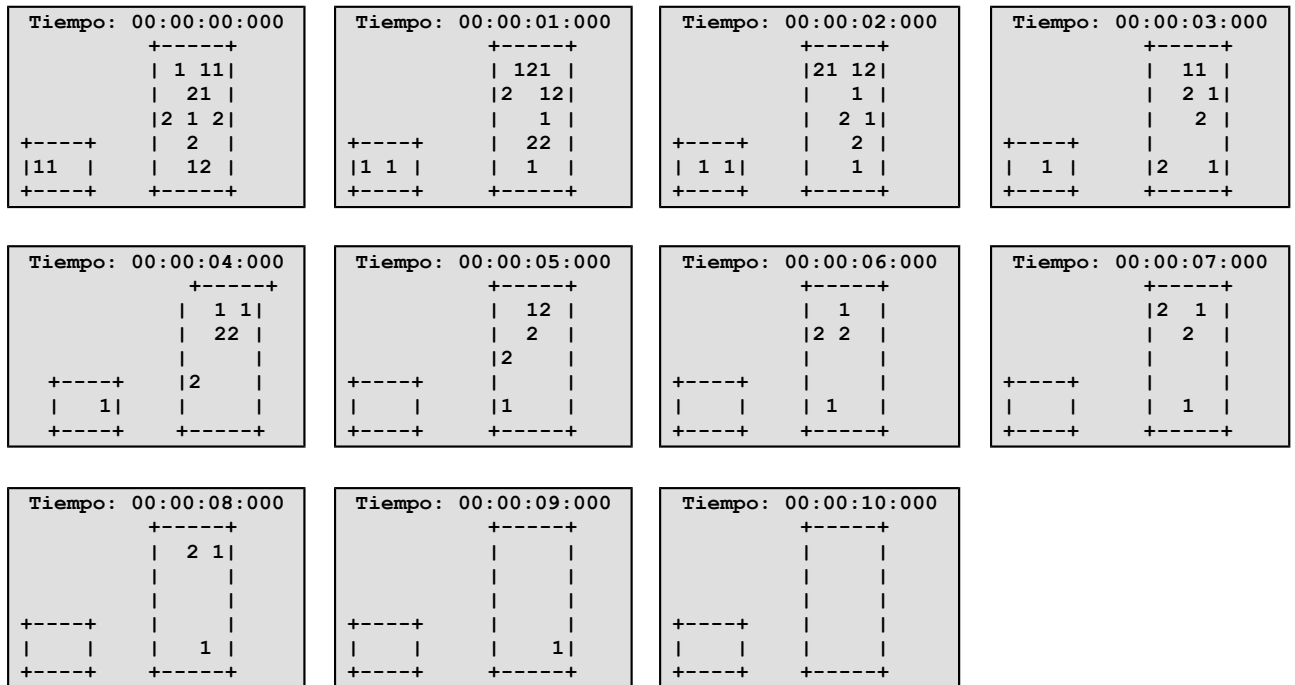 Tiempo: 00:00:00:000
         +-----+
         | 1 11|
         |  21 |
         |2 1 2|
+----+   |  2  |
|11  |   |  12 |
+----+   +-----+
Tiempo: 00:00:01:000
         +-----+
         | 121 |
         |2  12|
         |   1 |
+----+   |  22 |
|1 1 |   |  1  |
+----+   +-----+
Tiempo: 00:00:02:000
         +-----+
         |21 12|
         |   1 |
         |  2 1|
+----+   |   2 |
| 1 1|   |   1 |
+----+   +-----+
Tiempo: 00:00:03:000
         +-----+
         |  11 |
         |  2 1|
         |   2 |
+----+   |     |
|  1 |   |2   1|
+----+   +-----+
Tiempo: 00:00:04:000
          +-----+
         |  1 1|
         |  22 |
         |     |
+----+   |2    |
|   1|   |     |
+----+   +-----+
Tiempo: 00:00:05:000
         +-----+
         |  12 |
         |  2  |
         |2    |
+----+   |     |
|    |   |1    |
+----+   +-----+
Tiempo: 00:00:06:000
         +-----+
         |  1  |
         |2 2  |
         |     |
+----+   |     |
|    |   | 1   |
+----+   +-----+
Tiempo: 00:00:07:000
         +-----+
         |2  1 |
         |  2  |
         |     |
+----+   |     |
|    |   |  1  |
+----+   +-----+
Tiempo: 00:00:08:000
         +-----+
         |  2 1|
         |     |
         |     |
+----+   |     |
|    |   |   1 |
+----+   +-----+
Tiempo: 00:00:09:000
         +-----+
         |     |
         |     |
         |     |
+----+   |     |
|    |   |    1|
+----+   +-----+
Tiempo: 00:00:10:000
         +-----+
         |     |
         |     |
         |     |
+----+   |     |
|    |   |     |
+----+   +-----+